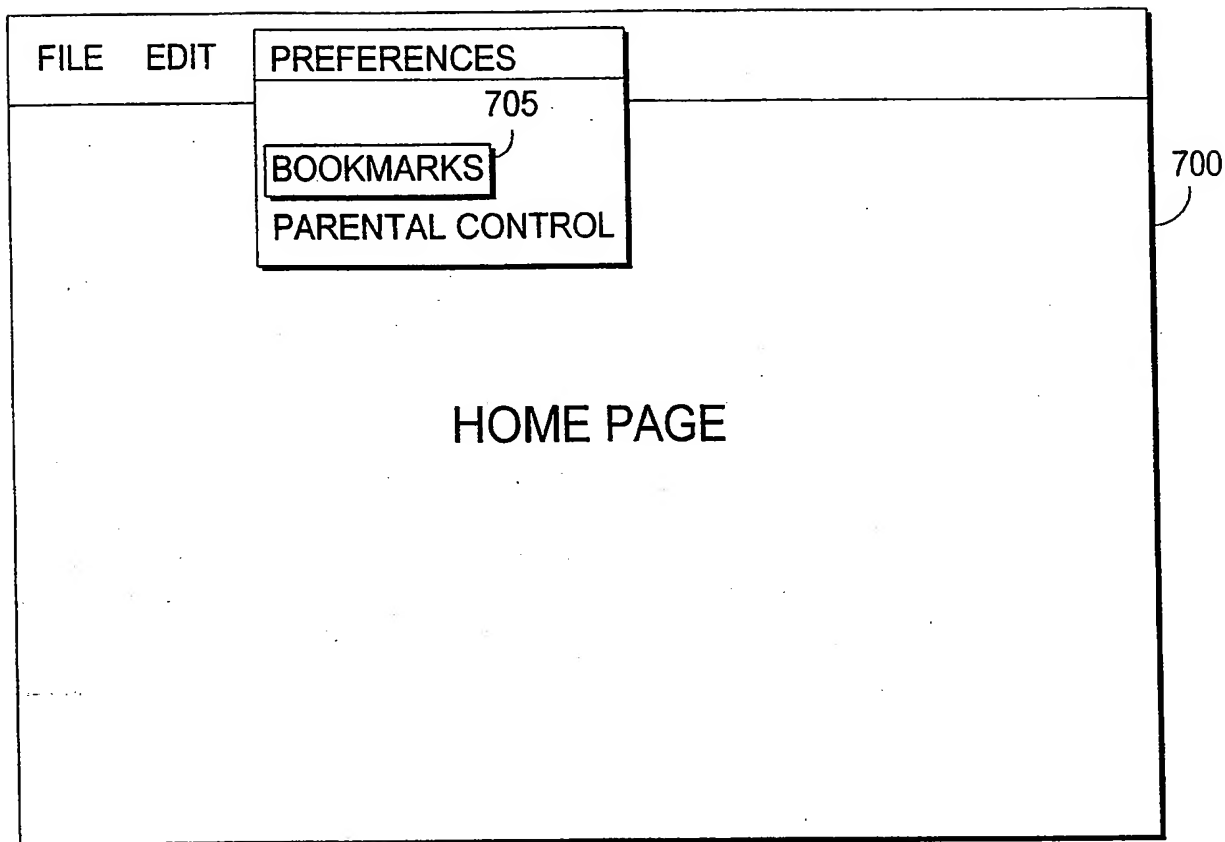 FILE EDIT PREFERENCES
705
BOOKMARKS
700
PARENTAL CONTROL
HOME PAGE